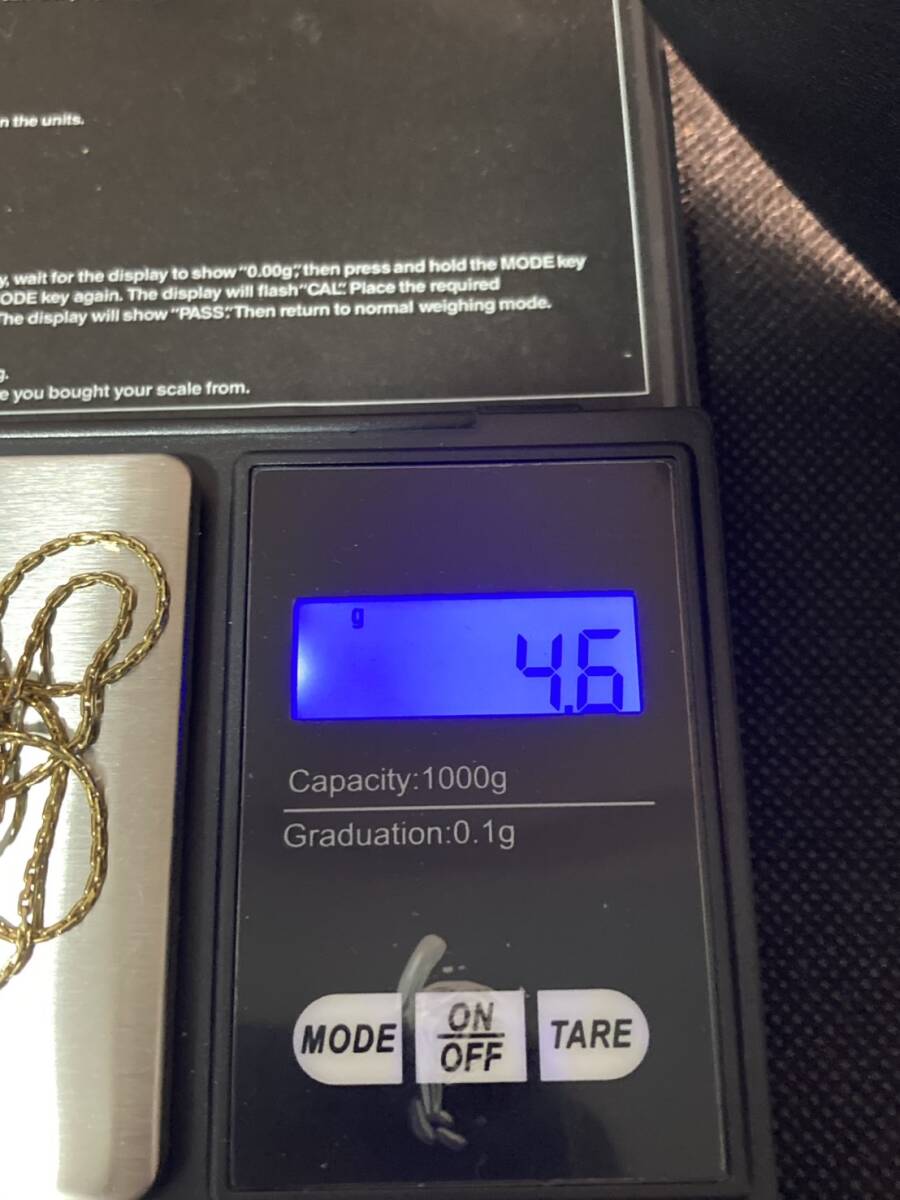 n the units.
y, wait for the display to show "0.00g", then press and hold the MODE key
ODE key again. The display will flash "CAL". Place the required
The display will show "PASS". Then return to normal weighing mode.
g.
e you bought your scale from.
g
4.6
Capacity:1000g
Graduation:0.1g
MODE
ON
OFF
TARE